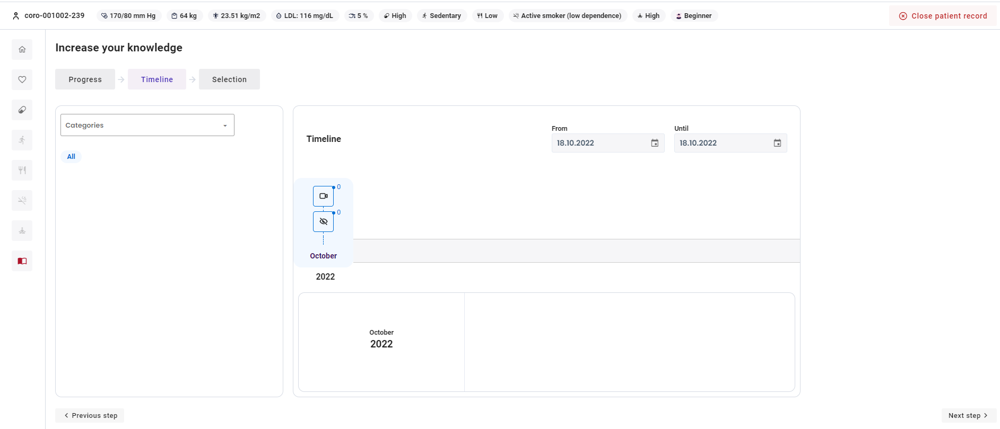 coro-001002-239 170/80 mm Hg 64 kg 23.51 kg/m2 LDL: 116 mg/dL 5 % High Sedentary Low Active smoker (low dependence) High Beginner Close patient record
Increase your knowledge
Progress Timeline Selection
Categories
All
Timeline
From
18.10.2022
Until
18.10.2022
0
0
October
2022
October
2022
Previous step
Next step